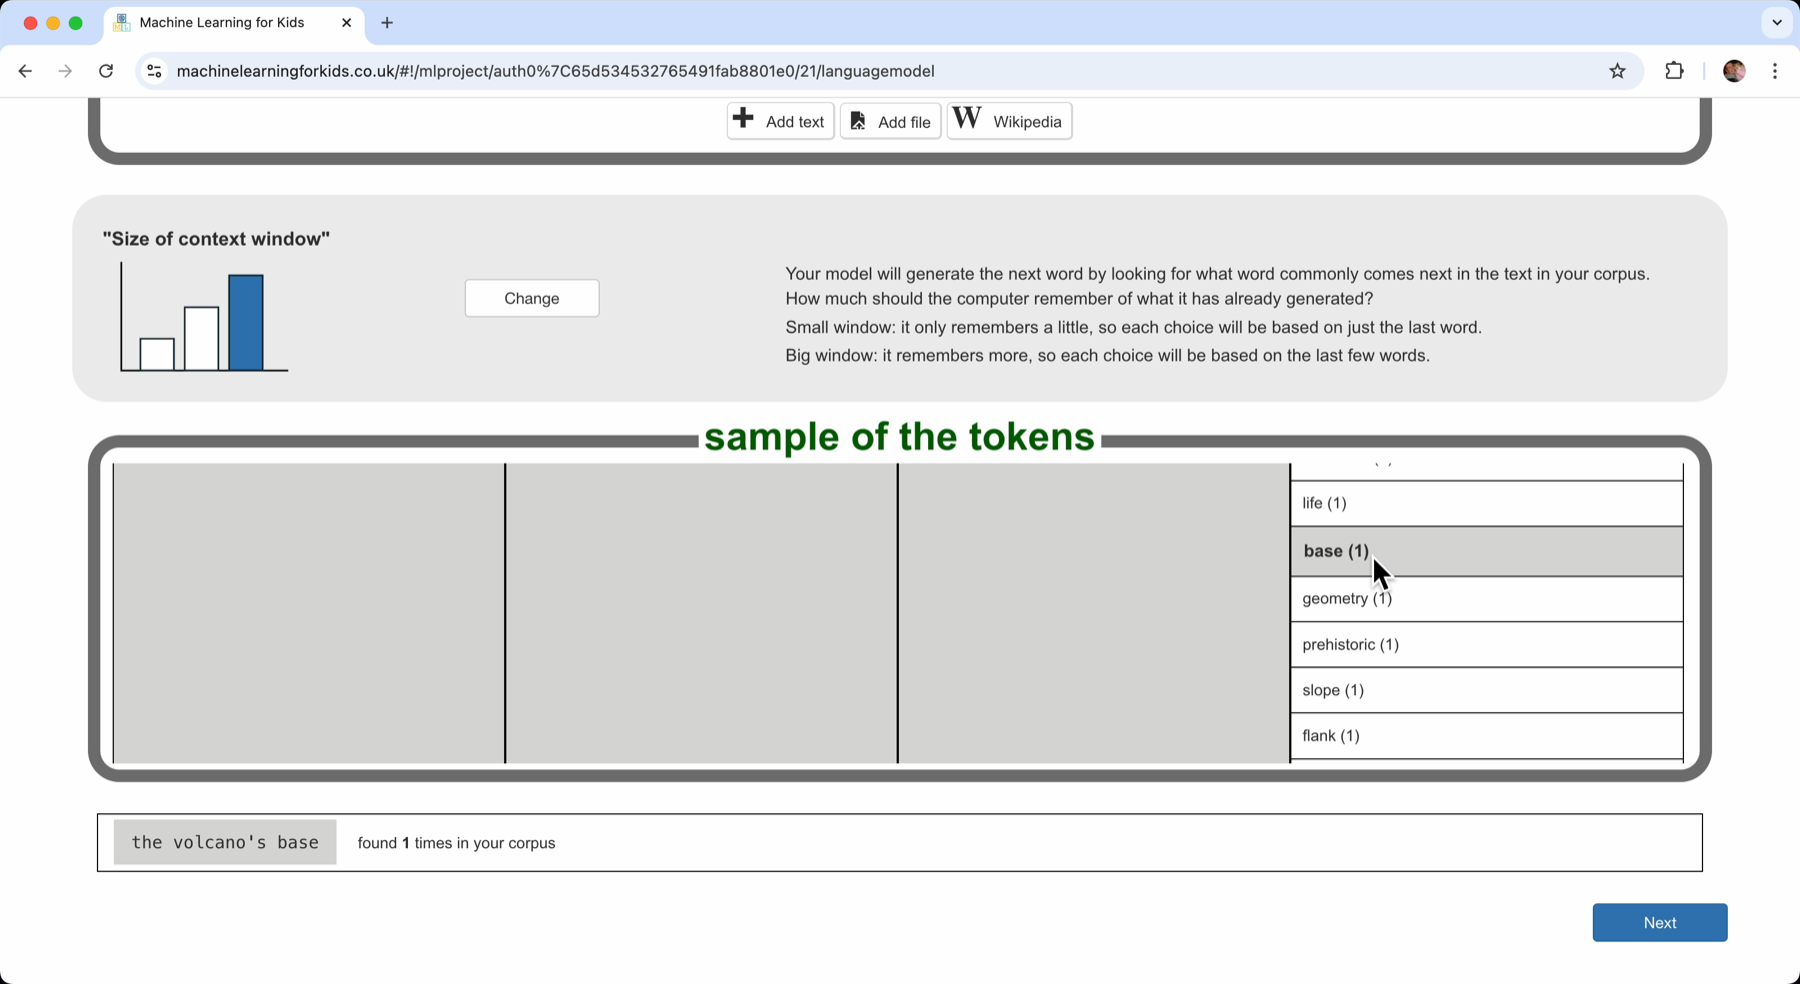 Machine Learning for Kids
machinelearningforkids.co.uk/#!/mlproject/auth0%7C65d534532765491fab8801e0/21/languagemodel
Add text
Add file
W Wikipedia
"Size of context window"
Change
Your model will generate the next word by looking for what word commonly comes next in the text in your corpus.
How much should the computer remember of what it has already generated?
Small window: it only remembers a little, so each choice will be based on just the last word.
Big window: it remembers more, so each choice will be based on the last few words.
sample of the tokens
life (1)
base (1)
geometry (1)
prehistoric (1)
slope (1)
flank (1)
the volcano's base found 1 times in your corpus
Next